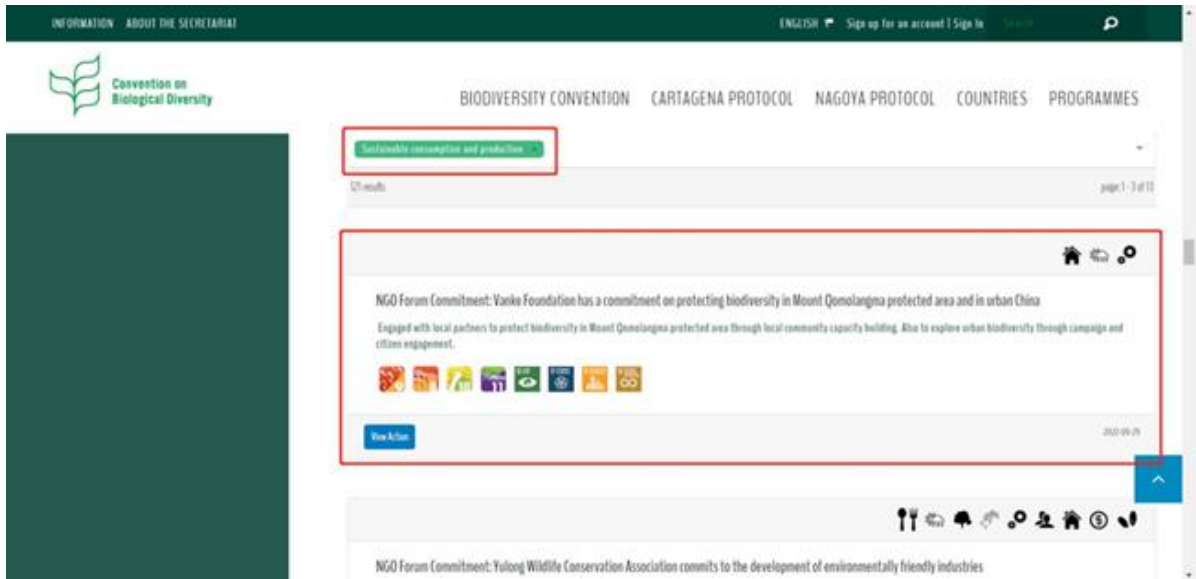 INFORMATION ABOUT THE SECRETARIAT
ENGLISH Sign up for an account | Sign In Search
Convention on
Biological Diversity
BIODIVERSITY CONVENTION CARTAGENA PROTOCOL NAGOYA PROTOCOL COUNTRIES PROGRAMMES
Sustainable consumption and production
121 results
page: 1 - 3 of 13
NGO Forum Commitment: Vanke Foundation has a commitment on protecting biodiversity in Mount Qomolangma protected area and in urban China
Engaged with local partners to protect biodiversity in Mount Qomolangma protected area through local community capacity building. Also to explore urban biodiversity through campaign and
citizen engagement.
11
View Action
NGO Forum Commitment: Yulong Wildlife Conservation Association commits to the development of environmentally friendly industries